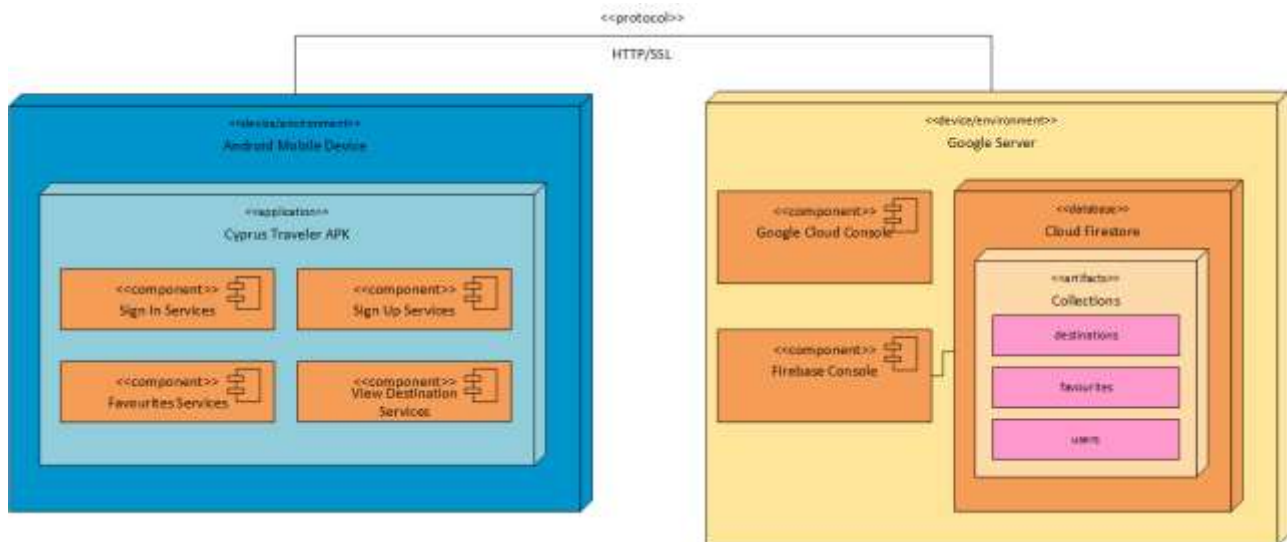 <<protocol>>
HTTP/SSL
<<device/environment>>
Android Mobile Device
<<application>>
Cyprus Traveler APK
<<component>>
Sign In Services
<<component>>
Sign Up Services
<<component>>
Favourites Services
<<component>>
View Destination
Services
<<device/environment>>
Google Server
<<component>>
Google Cloud Console
<<component>>
Firebase Console
<<database>>
Cloud Firestore
<<artifacts>>
Collections
destinations
favourites
users